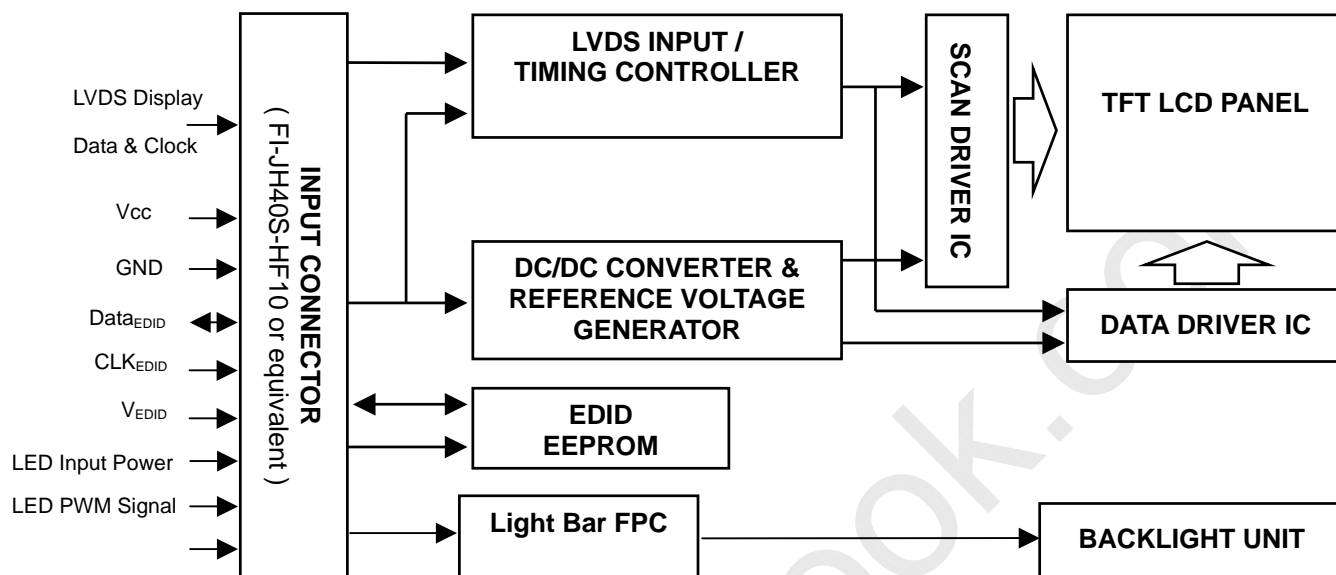 LVDS Display
Data & Clock
Vcc
GND
DataEDID
CLKEDID
VEDID
LED Input Power
LED PWM Signal
INPUT CONNECTOR
( FI-JH40S-HF10 or equivalent )
LVDS INPUT /
TIMING CONTROLLER
DC/DC CONVERTER &
REFERENCE VOLTAGE
GENERATOR
EDID
EEPROM
Light Bar FPC
SCAN DRIVER IC
TFT LCD PANEL
DATA DRIVER IC
BACKLIGHT UNIT
ook.c